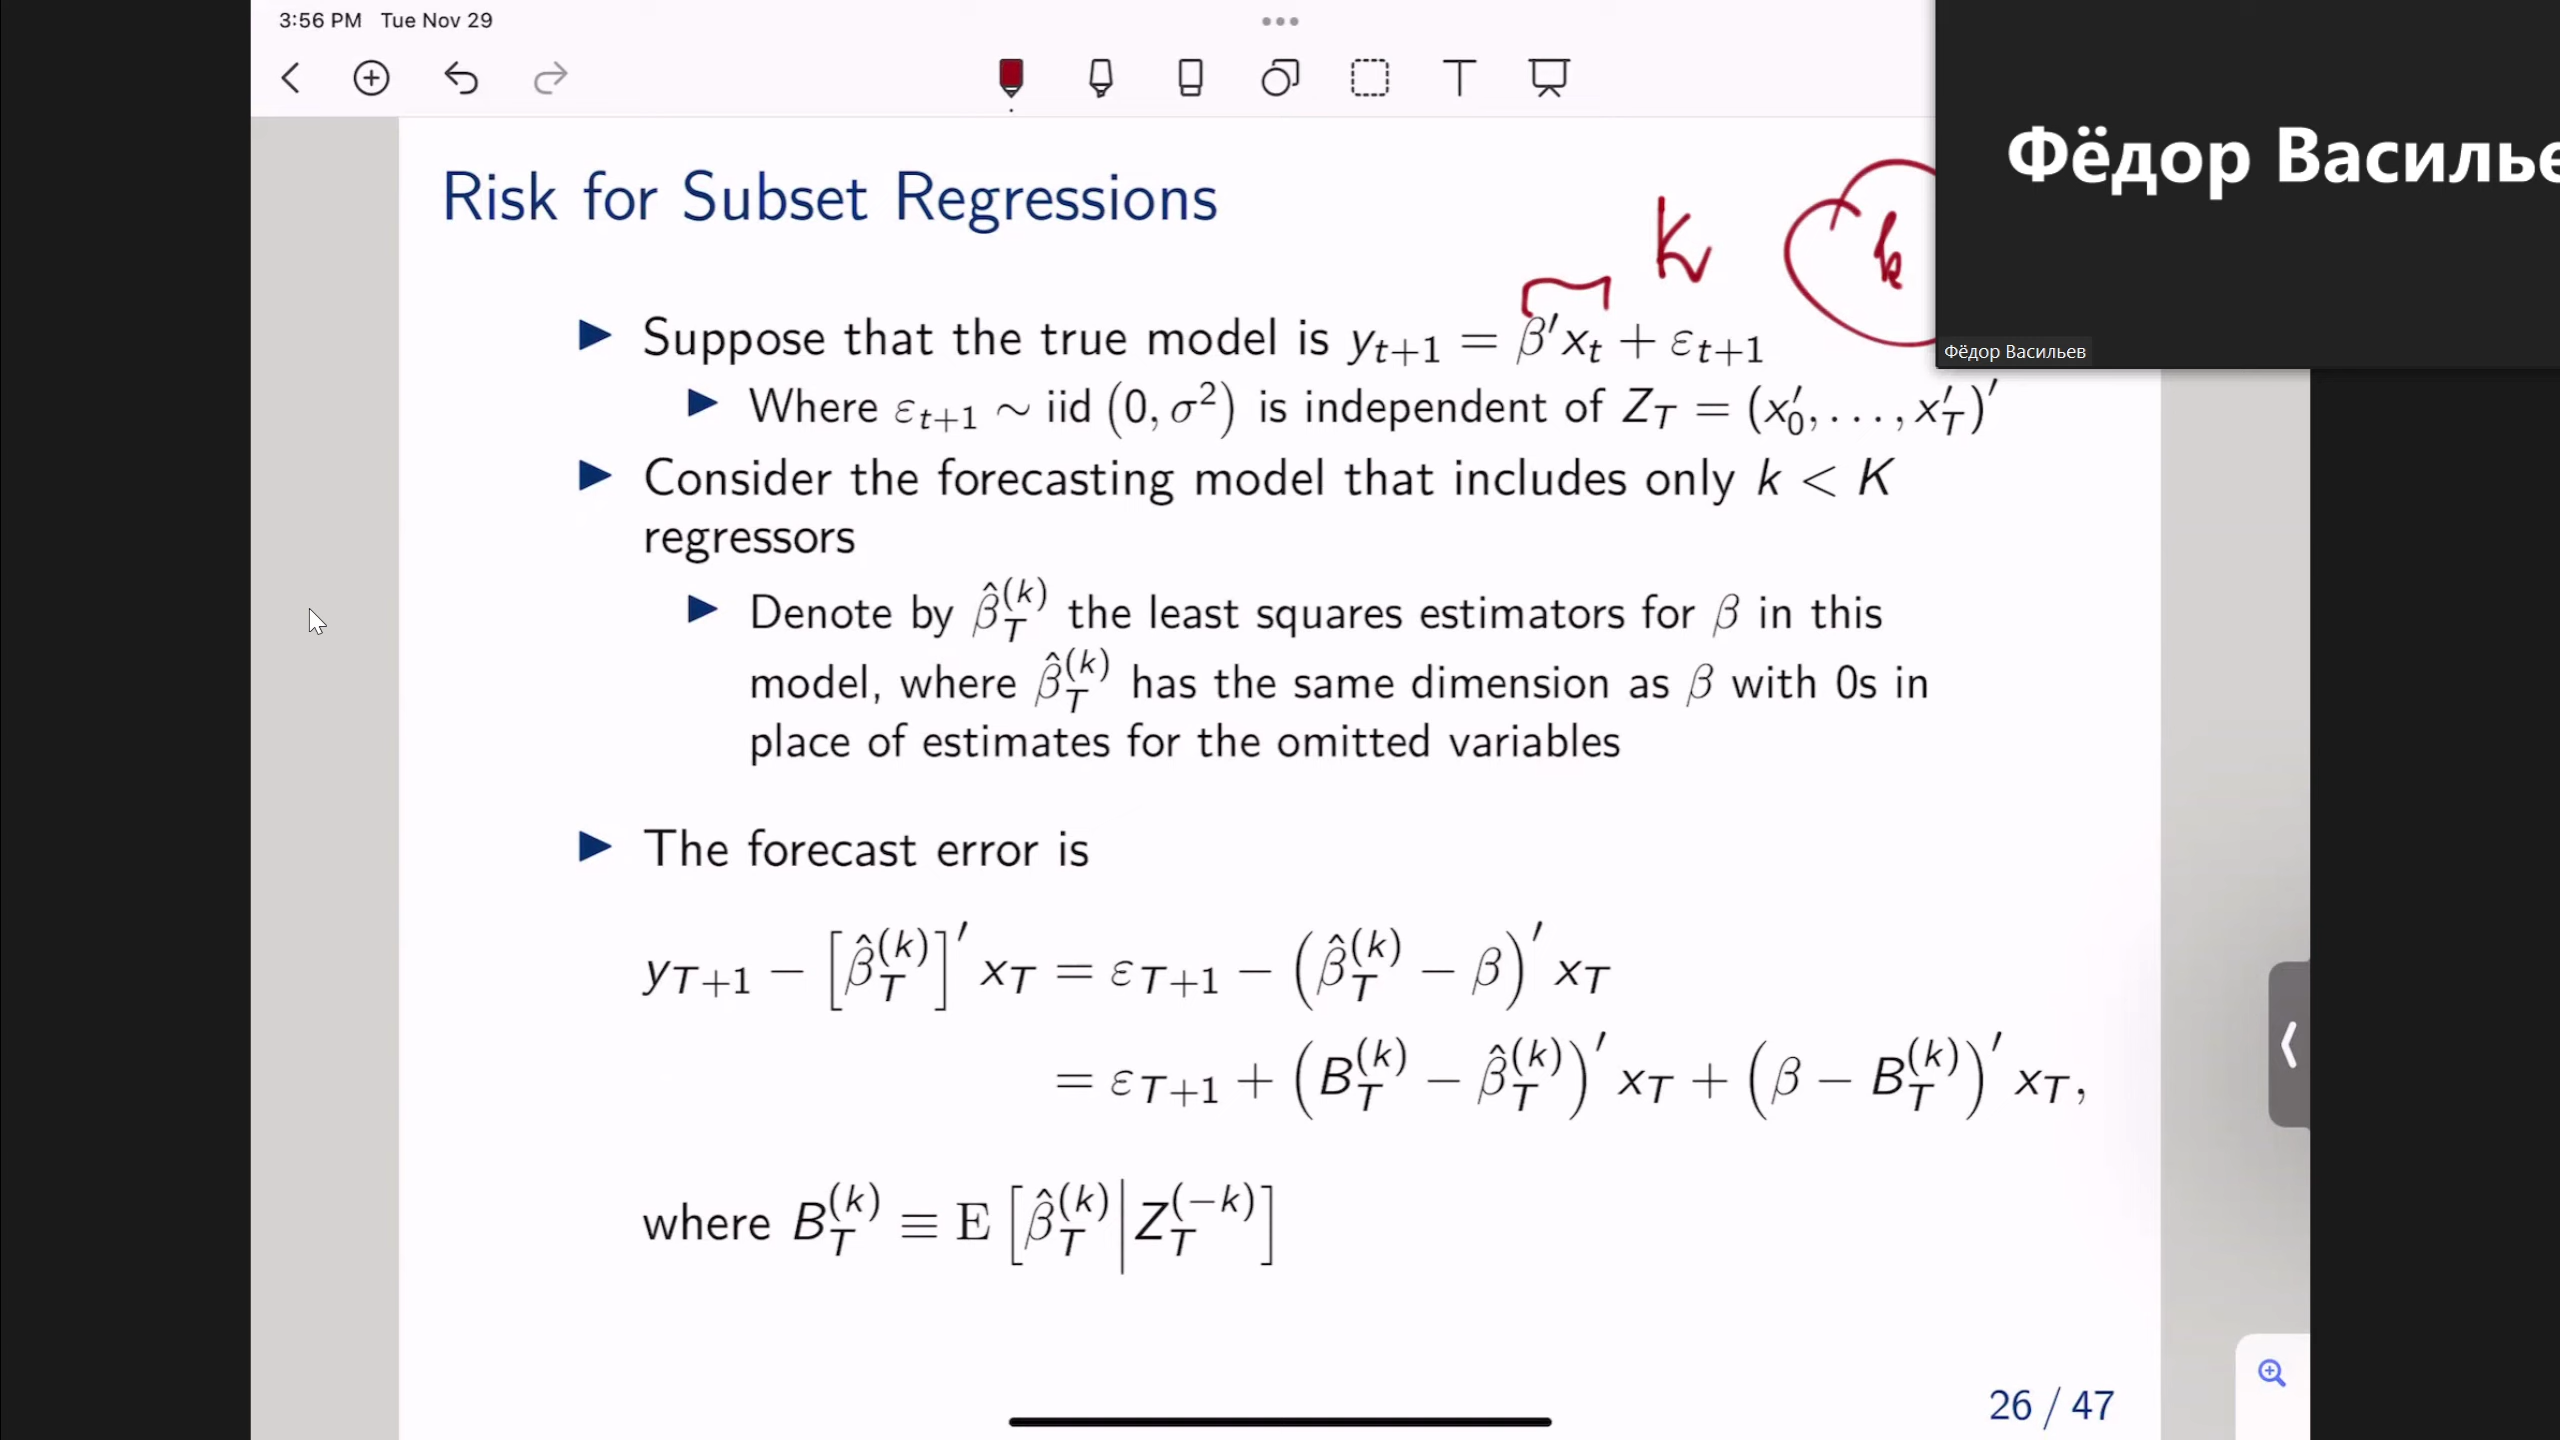 3:56 PM Tue Nov 29
Фёдор Василье
Risk for Subset Regressions
K
k
▶ Suppose that the true model is y_{t+1} = β′x_t + ε_{t+1}
Фёдор Васильев
▶ Where ε_{t+1} ∼ iid (0, σ²) is independent of Z_T = (x′_0, . . . , x′_T)′
▶ Consider the forecasting model that includes only k < K
regressors
▶ Denote by β̂_T^{(k)} the least squares estimators for β in this
model, where β̂_T^{(k)} has the same dimension as β with 0s in
place of estimates for the omitted variables
▶ The forecast error is
y_{T+1} − [β̂_T^{(k)}]′ x_T = ε_{T+1} − (β̂_T^{(k)} − β)′ x_T
= ε_{T+1} + (B_T^{(k)} − β̂_T^{(k)})′ x_T + (β − B_T^{(k)})′ x_T,
where B_T^{(k)} ≡ E [β̂_T^{(k)} | Z_T^{(−k)}]
26 / 47